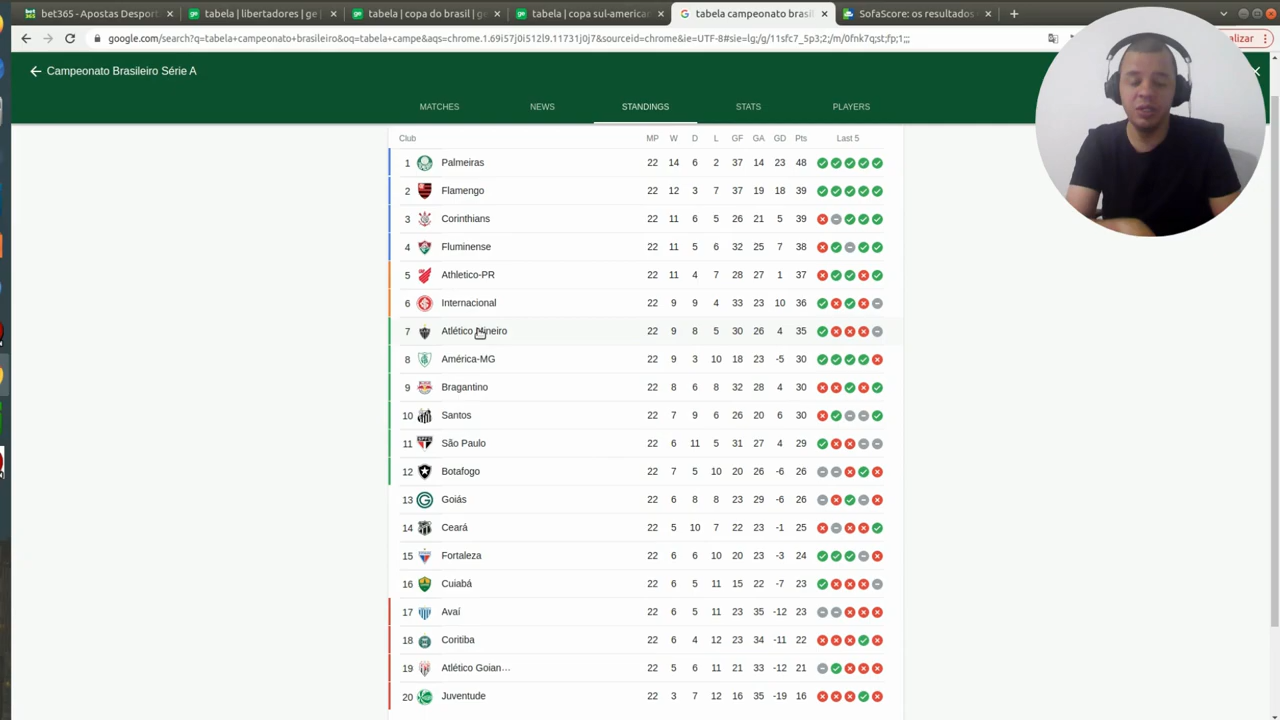 bet365 - Apostas Desport
tabela | libertadores | ge
tabela | copa do brasil | ge
tabela | copa sul-american
tabela campeonato brasil
SofaScore: os resultados
google.com/search?q=tabela+campeonato+brasileiro&oq=tabela+campe&aqs=chrome.1.69i57j0i512l9.11731j0j7&sourceid=chrome&ie=UTF-8#sie=lg;/g/11sfc7_5p3;2;/m/0fnk7q;st;fp;1;;;
alizar
Campeonato Brasileiro Série A
MATCHES NEWS STANDINGS STATS PLAYERS
Club MP W D L GF GA GD Pts Last 5
1 Palmeiras 22 14 6 2 37 14 23 48
2 Flamengo 22 12 3 7 37 19 18 39
3 Corinthians 22 11 6 5 26 21 5 39
4 Fluminense 22 11 5 6 32 25 7 38
5 Athletico-PR 22 11 4 7 28 27 1 37
6 Internacional 22 9 9 4 33 23 10 36
7 Atlético Mineiro 22 9 8 5 30 26 4 35
8 América-MG 22 9 3 10 18 23 -5 30
9 Bragantino 22 8 6 8 32 28 4 30
10 Santos 22 7 9 6 26 20 6 30
11 São Paulo 22 6 11 5 31 27 4 29
12 Botafogo 22 7 5 10 20 26 -6 26
13 Goiás 22 6 8 8 23 29 -6 26
14 Ceará 22 5 10 7 22 23 -1 25
15 Fortaleza 22 6 6 10 20 23 -3 24
16 Cuiabá 22 6 5 11 15 22 -7 23
17 Avaí 22 6 5 11 23 35 -12 23
18 Coritiba 22 6 4 12 23 34 -11 22
19 Atlético Goian... 22 5 6 11 21 33 -12 21
20 Juventude 22 3 7 12 16 35 -19 16